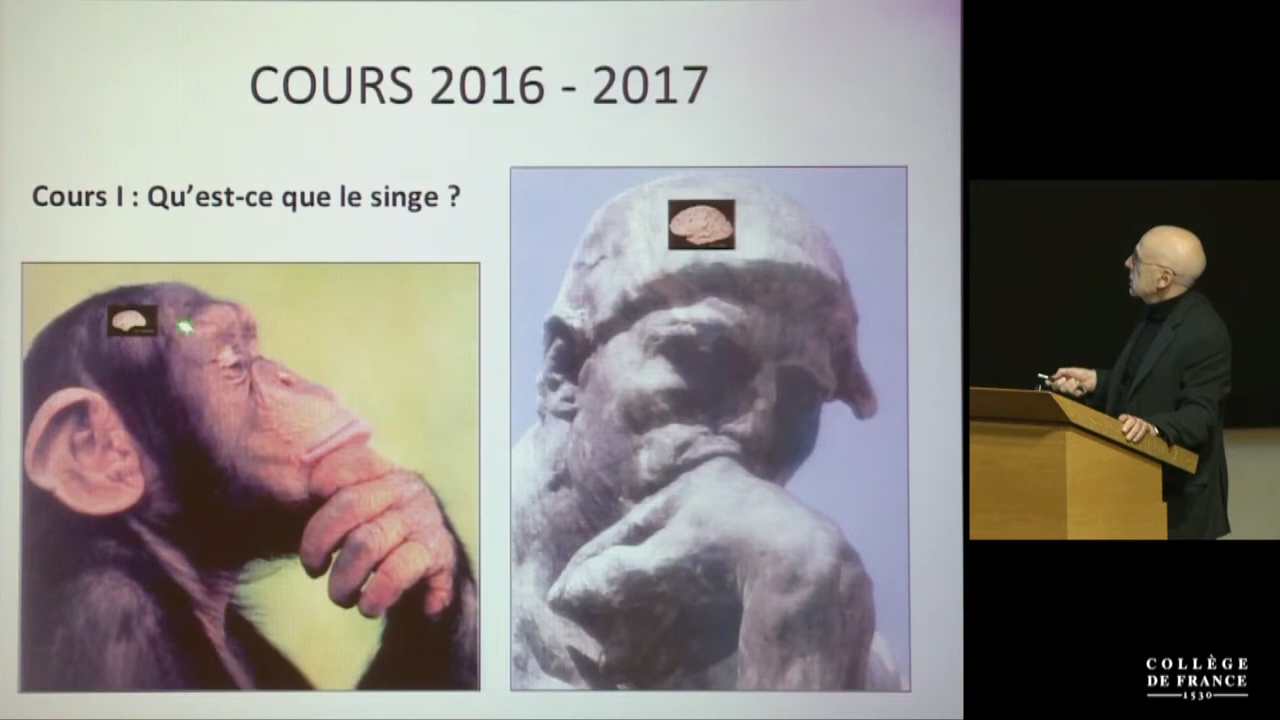 COURS 2016 - 2017
Cours I : Qu’est-ce que le singe ?
COLLÈGE
DE FRANCE
1530